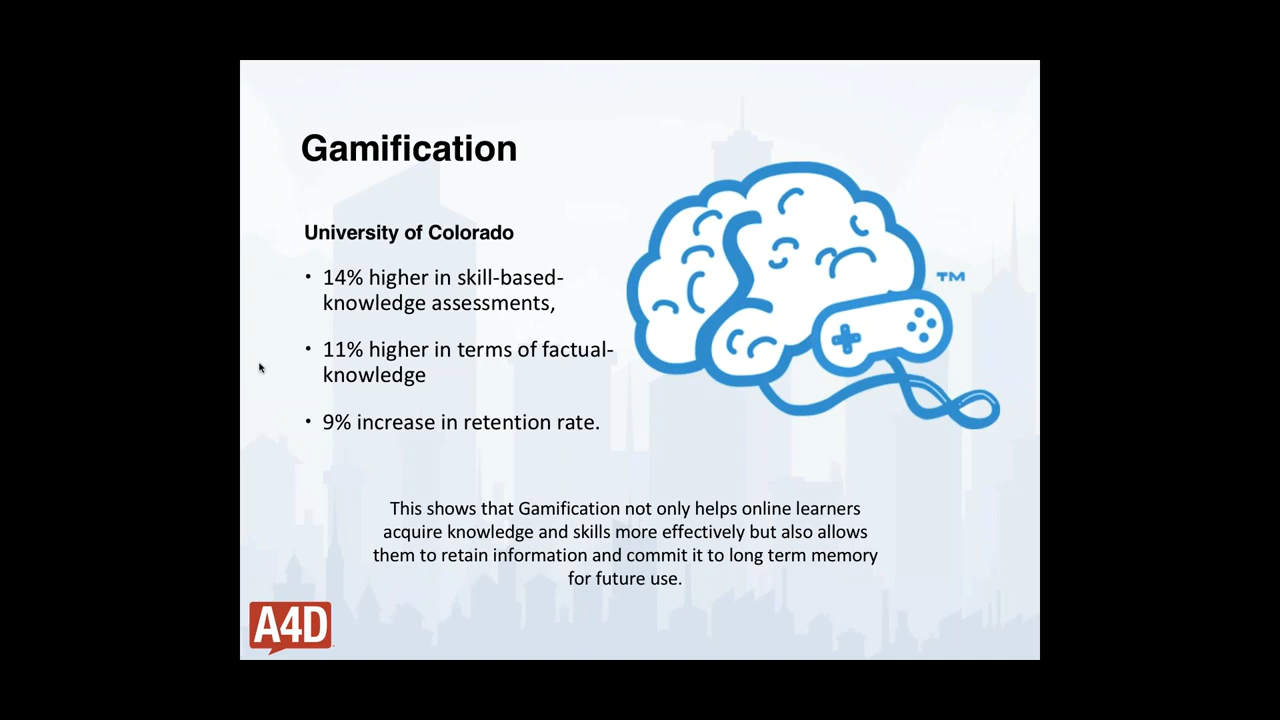 Gamification
University of Colorado
• 14% higher in skill-based-
knowledge assessments,
• 11% higher in terms of factual-
knowledge
• 9% increase in retention rate.
TM
This shows that Gamification not only helps online learners
acquire knowledge and skills more effectively but also allows
them to retain information and commit it to long term memory
for future use.
A4D